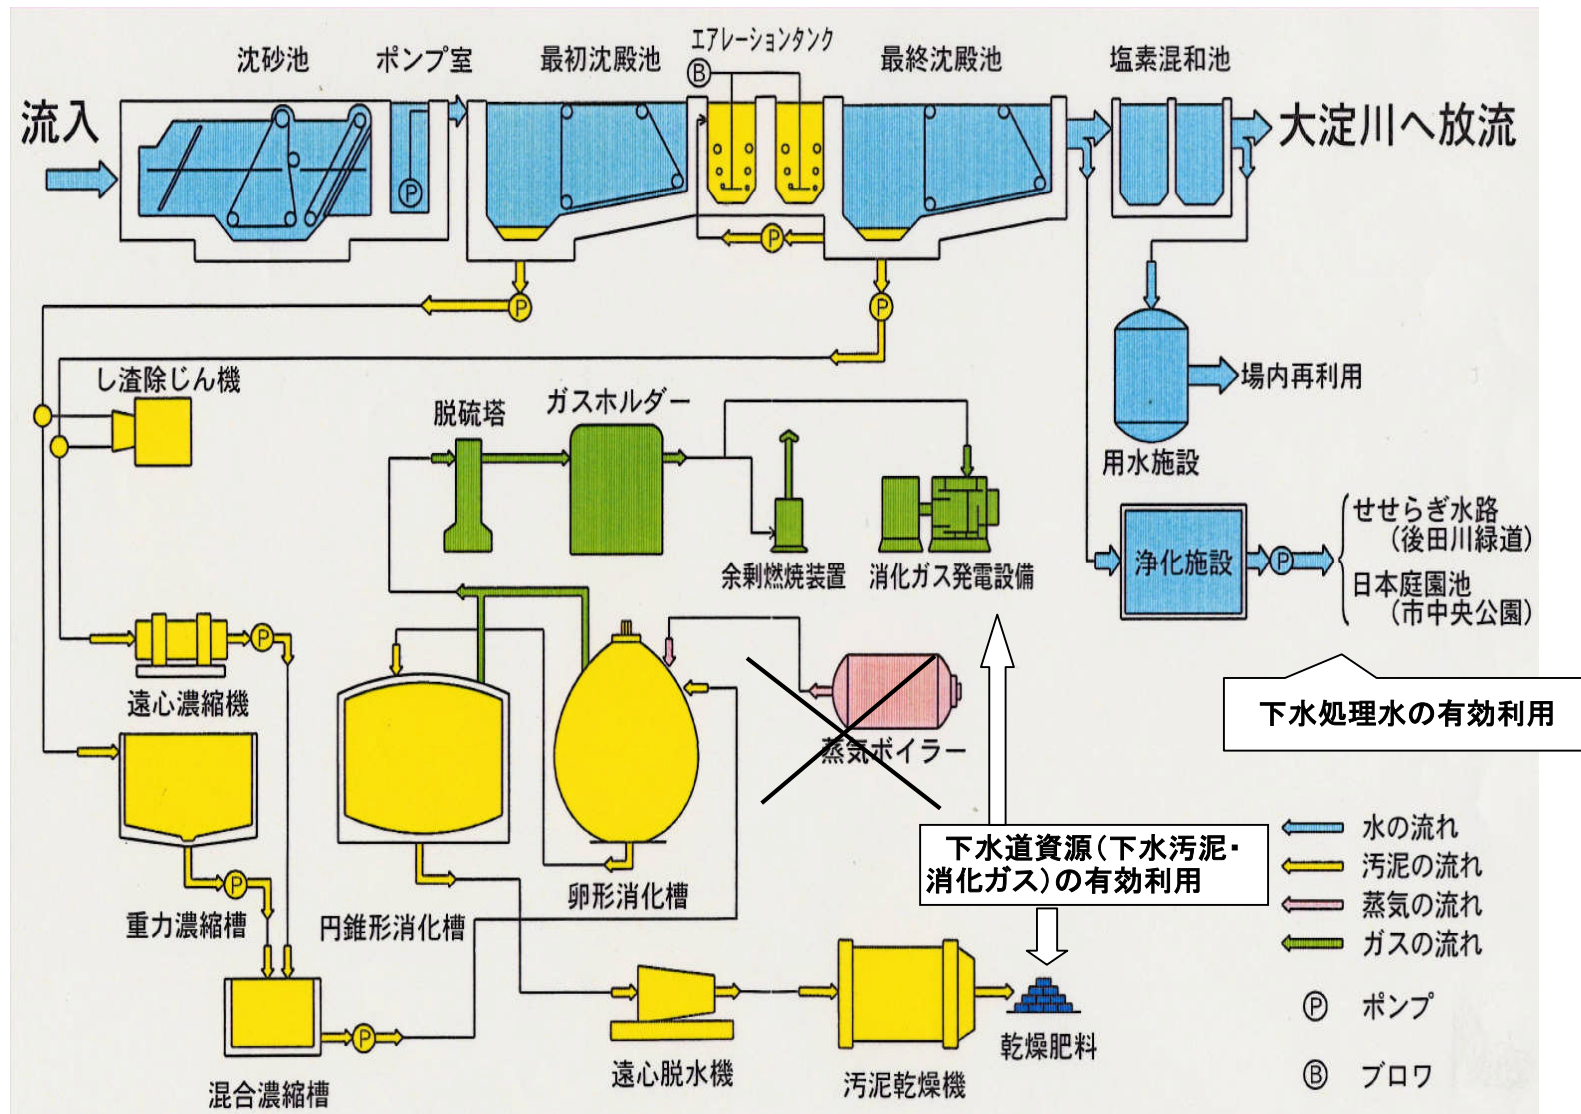 沈砂池
ポンプ室
最初沈殿池
エアレーションタンク
最終沈殿池
塩素混和池
流入
B
P
大淀川へ放流
P
P
P
し渣除じん機
脱硫塔
ガスホルダー
場内再利用
用水施設
余剰燃焼装置
消化ガス発電設備
浄化施設
P
せせらぎ水路
(後田川緑道)
日本庭園池
(市中央公園)
P
遠心濃縮機
蒸気ボイラー
下水処理水の有効利用
下水道資源(下水汚泥・
消化ガス)の有効利用
P
重力濃縮槽
円錐形消化槽
卵形消化槽
P
混合濃縮槽
遠心脱水機
汚泥乾燥機
乾燥肥料
水の流れ
汚泥の流れ
蒸気の流れ
ガスの流れ
P ポンプ
B ブロワ